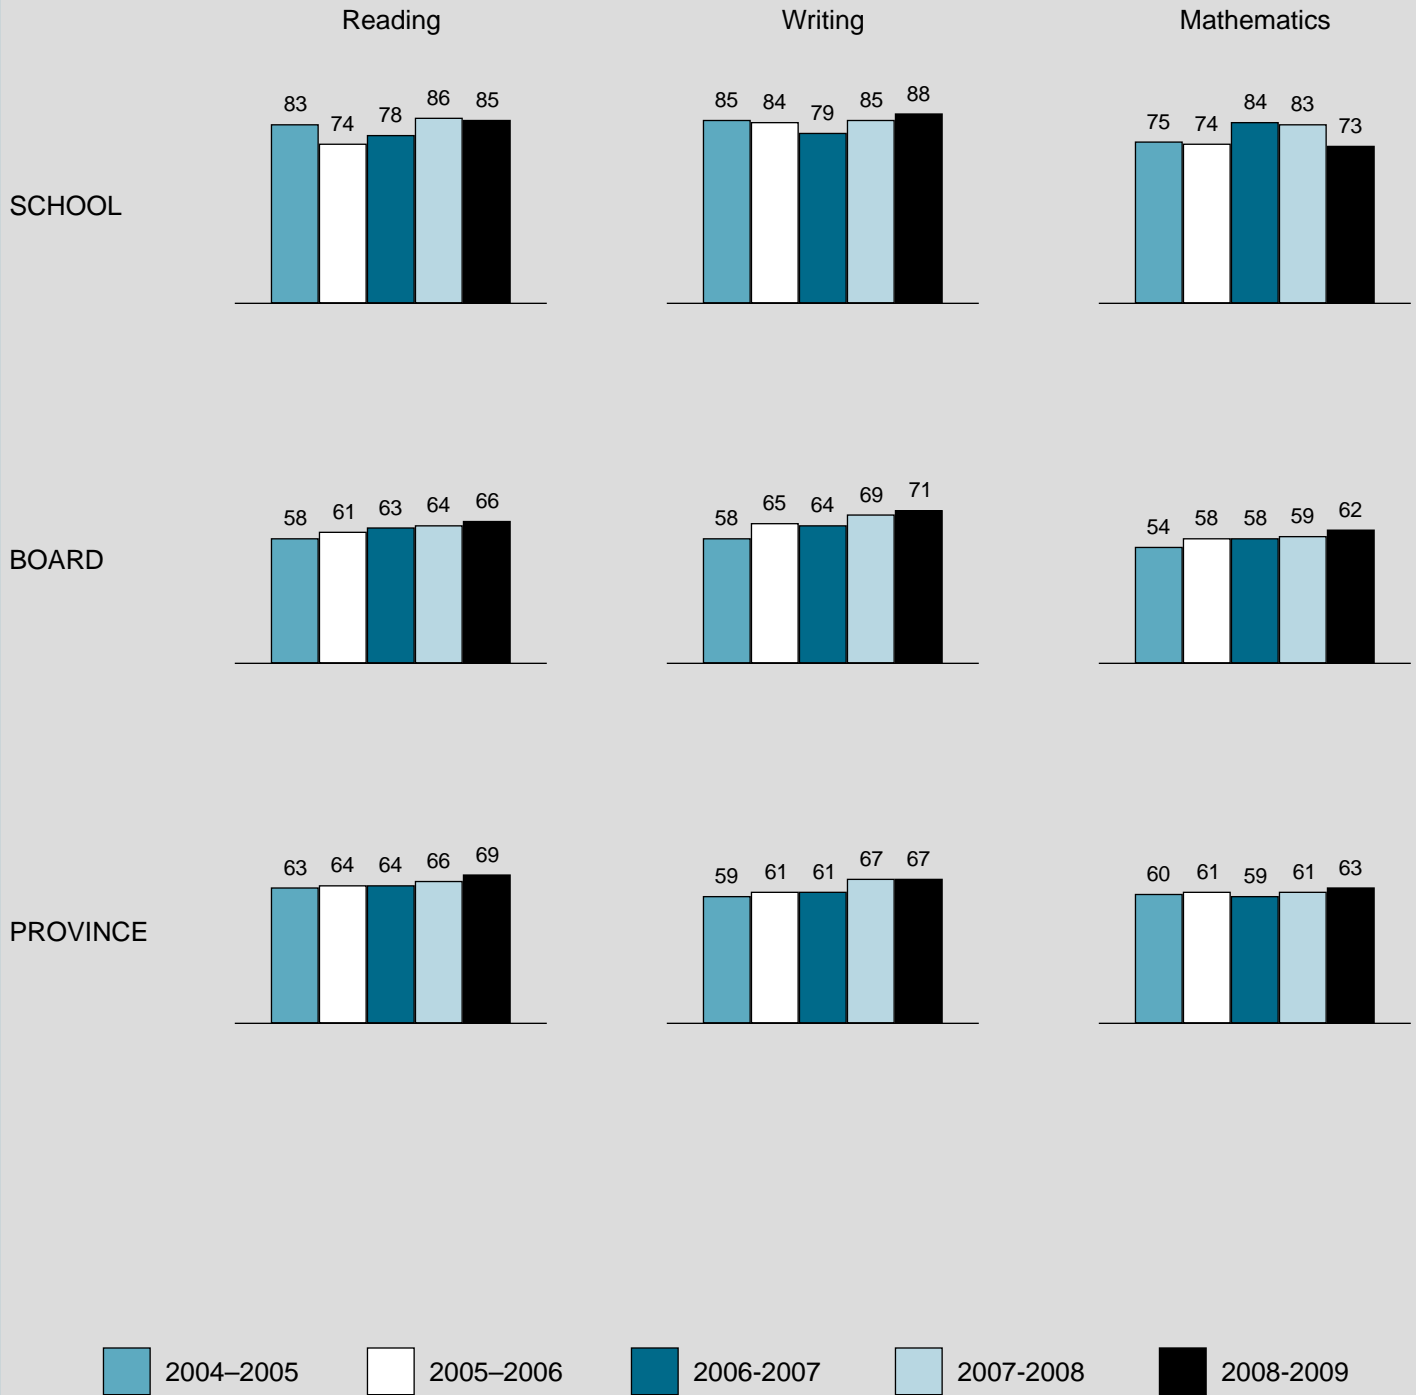 Reading Writing Mathematics
83 74 78 86 85 85 84 79 85 88 75 74 84 83 73
SCHOOL
58 61 63 64 66 58 65 64 69 71 54 58 58 59 62
BOARD
63 64 64 66 69 59 61 61 67 67 60 61 59 61 63
PROVINCE
2004–2005 2005–2006 2006-2007 2007-2008 2008-2009